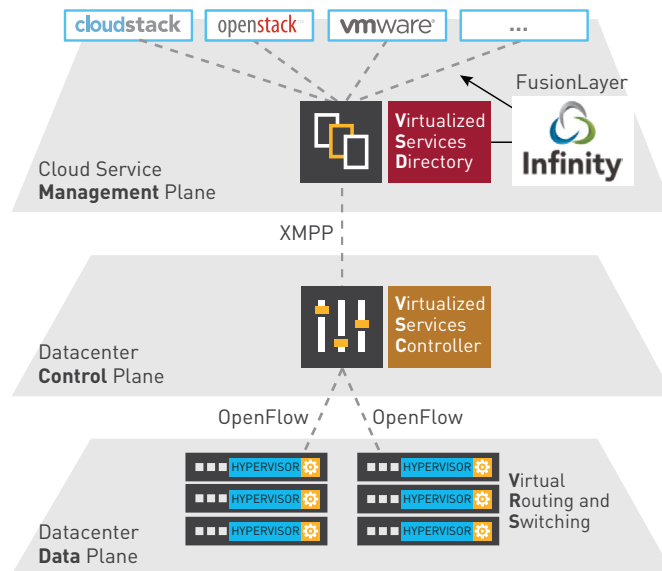 cloudstack
openstack
vmware®
...
FusionLayer
Virtualized
Services
Directory
Infinity
Cloud Service
Management Plane
XMPP
Virtualized
Services
Controller
Datacenter
Control Plane
OpenFlow
OpenFlow
HYPERVISOR
HYPERVISOR
HYPERVISOR
HYPERVISOR
HYPERVISOR
HYPERVISOR
Virtual
Routing and
Switching
Datacenter
Data Plane